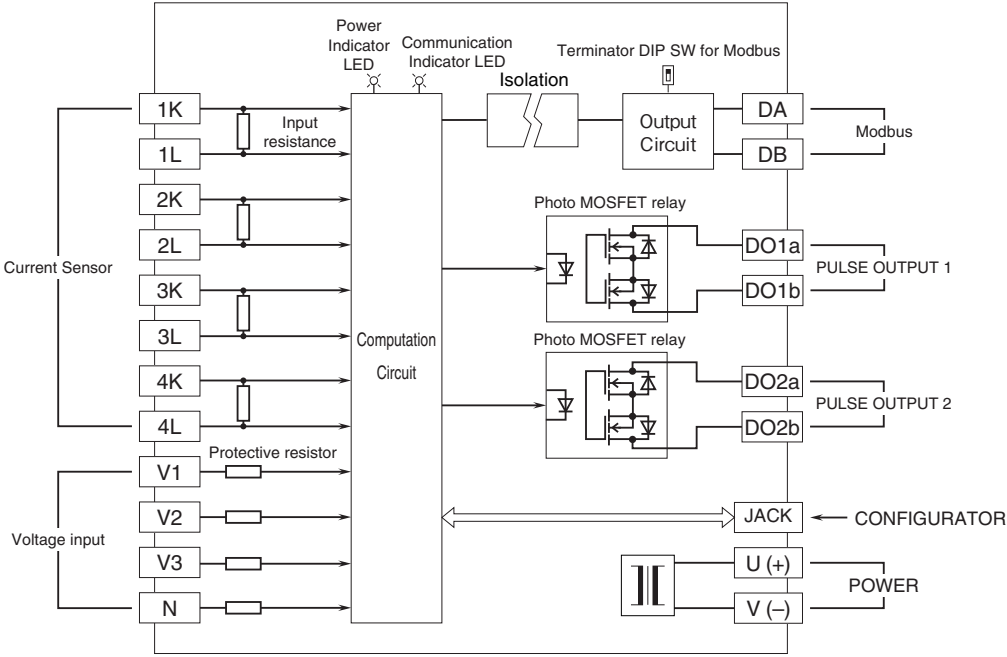 Power
Indicator
LED
Communication
Indicator LED
Terminator DIP SW for Modbus
Isolation
1K
1L
2K
2L
3K
3L
4K
4L
V1
V2
V3
N
Current Sensor
Voltage input
Input
resistance
Protective resistor
Computation
Circuit
Output
Circuit
DA
DB
Modbus
Photo MOSFET relay
DO1a
DO1b
PULSE OUTPUT 1
Photo MOSFET relay
DO2a
DO2b
PULSE OUTPUT 2
JACK
CONFIGURATOR
U (+)
V (–)
POWER